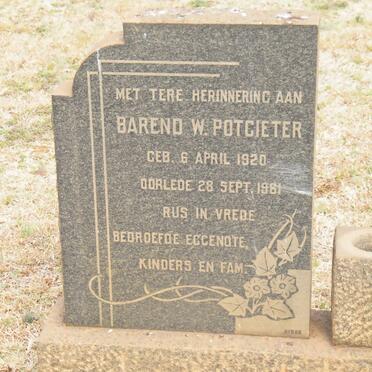 MET TERE HERINNERING AAN
BAREND W. POTGIETER
GEB. 6 APRIL 1920
OORLEDE 28 SEPT. 1981
RUS IN VREDE
BEDROEFDE EGGENOTE,
KINDERS EN FAM.